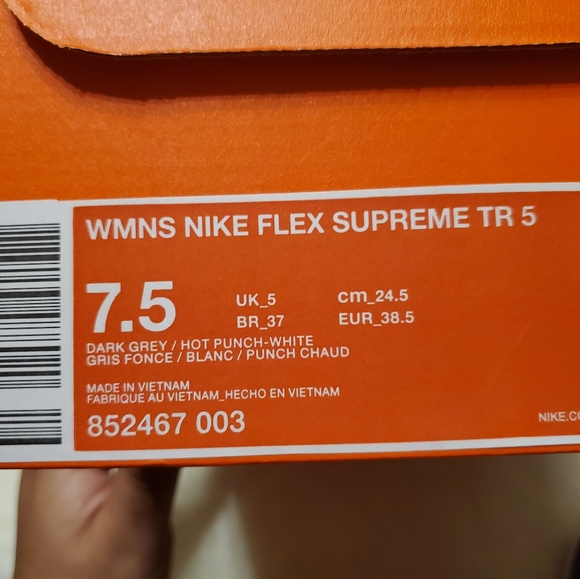 WMNS NIKE FLEX SUPREME TR 5
7.5
UK_5 cm_24.5
BR_37 EUR_38.5
DARK GREY / HOT PUNCH-WHITE
GRIS FONCE / BLANC / PUNCH CHAUD
MADE IN VIETNAM
FABRIQUE AU VIETNAM_HECHO EN VIETNAM
852467 003